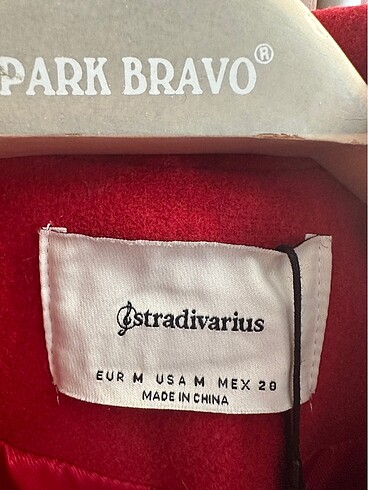 PARK BRAVO®
stradivarius
EUR M USA M MEX 28
MADE IN CHINA